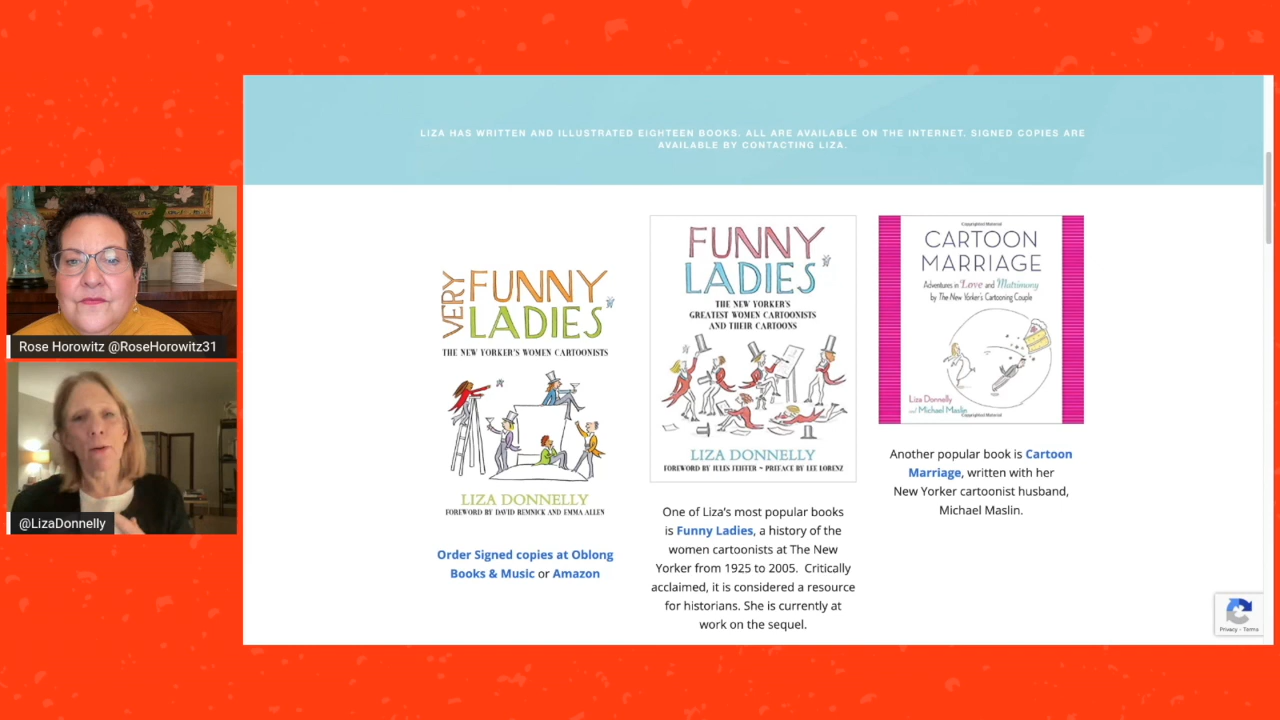 LIZA HAS WRITTEN AND ILLUSTRATED EIGHTEEN BOOKS. ALL ARE AVAILABLE ON THE INTERNET. SIGNED COPIES ARE
AVAILABLE BY CONTACTING LIZA.
Rose Horowitz @RoseHorowitz31
@LizaDonnelly
VERY FUNNY
LADIES
THE NEW YORKER'S WOMEN CARTOONISTS
LIZA DONNELLY
FOREWORD BY DAVID REMNICK AND EMMA ALLEN
Order Signed copies at Oblong
Books & Music or Amazon
FUNNY
LADIES
THE NEW YORKER'S
GREATEST WOMEN CARTOONISTS
AND THEIR CARTOONS
LIZA DONNELLY
FOREWORD BY JULES FEIFFER ~ PREFACE BY LEE LORENZ
One of Liza's most popular books
is Funny Ladies, a history of the
women cartoonists at The New
Yorker from 1925 to 2005. Critically
acclaimed, it is considered a resource
for historians. She is currently at
work on the sequel.
Copyrighted Material
CARTOON
MARRIAGE
Adventures in Love and Matrimony
by The New Yorker's Cartooning Couple
Liza Donnelly
and Michael Maslin
Copyrighted Material
Another popular book is Cartoon
Marriage, written with her
New Yorker cartoonist husband,
Michael Maslin.
Privacy - Terms